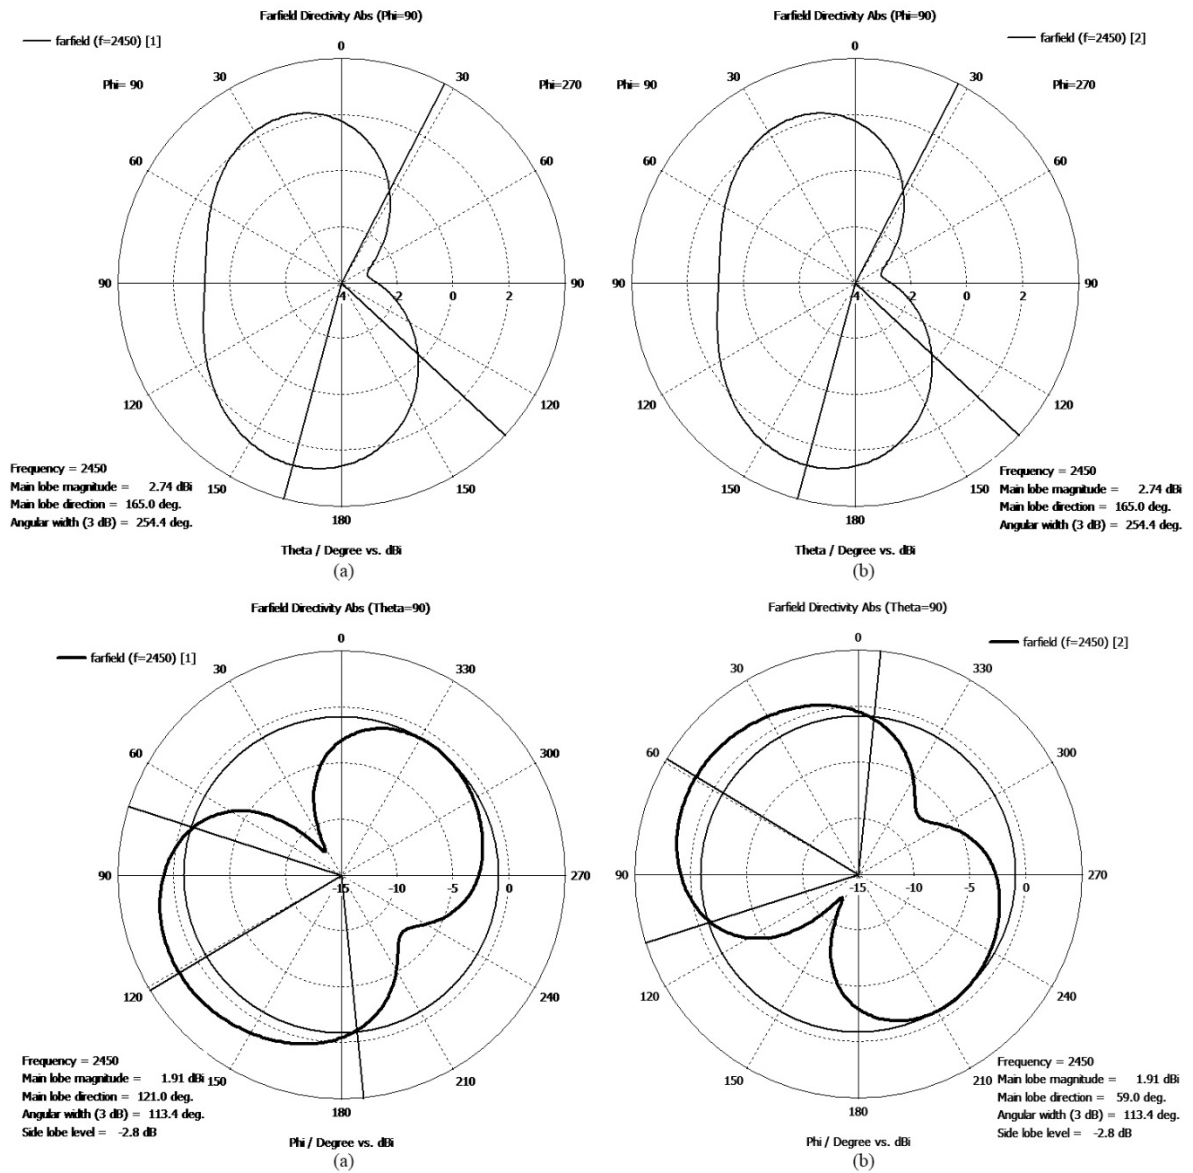 Farfield Directivity Abs (Phi=90)
farfield (f=2450) [1]
0
30
30
Phi= 90
Phi=270
60
60
90
90
-4
-2
0
2
120
120
150
150
180
Frequency = 2450
Main lobe magnitude = 2.74 dBi
Main lobe direction = 165.0 deg.
Angular width (3 dB) = 254.4 deg.
Theta / Degree vs. dBi
(a)
Farfield Directivity Abs (Phi=90)
farfield (f=2450) [2]
0
30
30
Phi= 90
Phi=270
60
60
90
90
-4
-2
0
2
120
120
150
150
180
Frequency = 2450
Main lobe magnitude = 2.74 dBi
Main lobe direction = 165.0 deg.
Angular width (3 dB) = 254.4 deg.
Theta / Degree vs. dBi
(b)
Farfield Directivity Abs (Theta=90)
farfield (f=2450) [1]
0
30
330
60
300
90
270
-15
-10
-5
0
120
240
150
210
180
Frequency = 2450
Main lobe magnitude = 1.91 dBi
Main lobe direction = 121.0 deg.
Angular width (3 dB) = 113.4 deg.
Side lobe level = -2.8 dB
Phi / Degree vs. dBi
(a)
Farfield Directivity Abs (Theta=90)
farfield (f=2450) [2]
0
30
330
60
300
90
270
-15
-10
-5
0
120
240
150
210
180
Frequency = 2450
Main lobe magnitude = 1.91 dBi
Main lobe direction = 59.0 deg.
Angular width (3 dB) = 113.4 deg.
Side lobe level = -2.8 dB
Phi / Degree vs. dBi
(b)